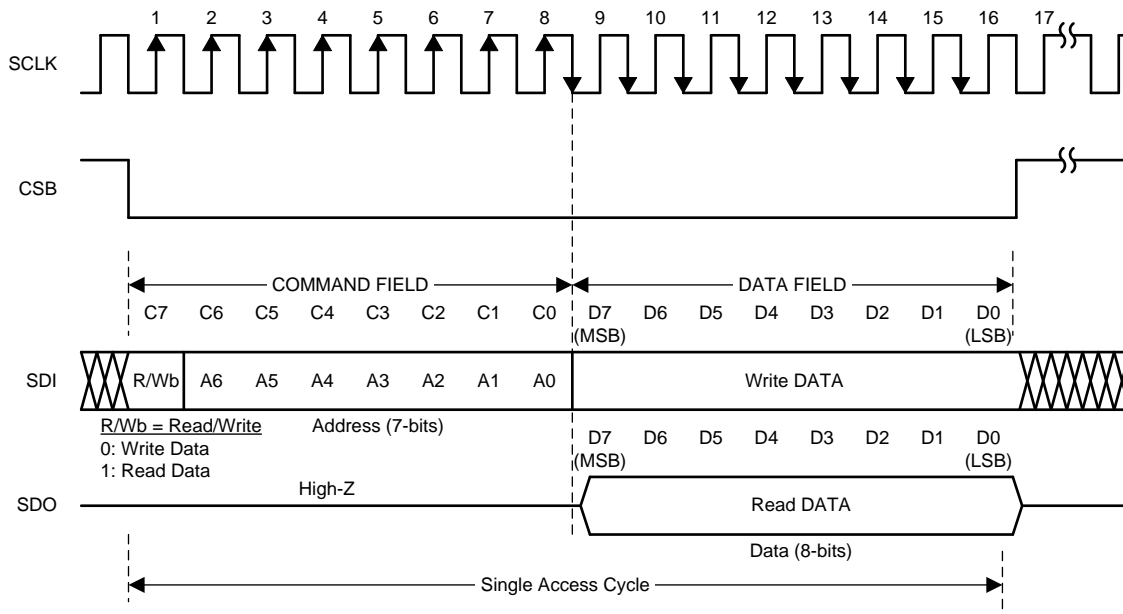 1 2 3 4 5 6 7 8 9 10 11 12 13 14 15 16 17
SCLK
CSB
COMMAND FIELD DATA FIELD
C7 C6 C5 C4 C3 C2 C1 C0 D7 D6 D5 D4 D3 D2 D1 D0
(MSB) (LSB)
SDI R/Wb A6 A5 A4 A3 A2 A1 A0 Write DATA
R/Wb = Read/Write Address (7-bits) D7 D6 D5 D4 D3 D2 D1 D0
0: Write Data (MSB) (LSB)
1: Read Data
High-Z
SDO Read DATA
Data (8-bits)
Single Access Cycle